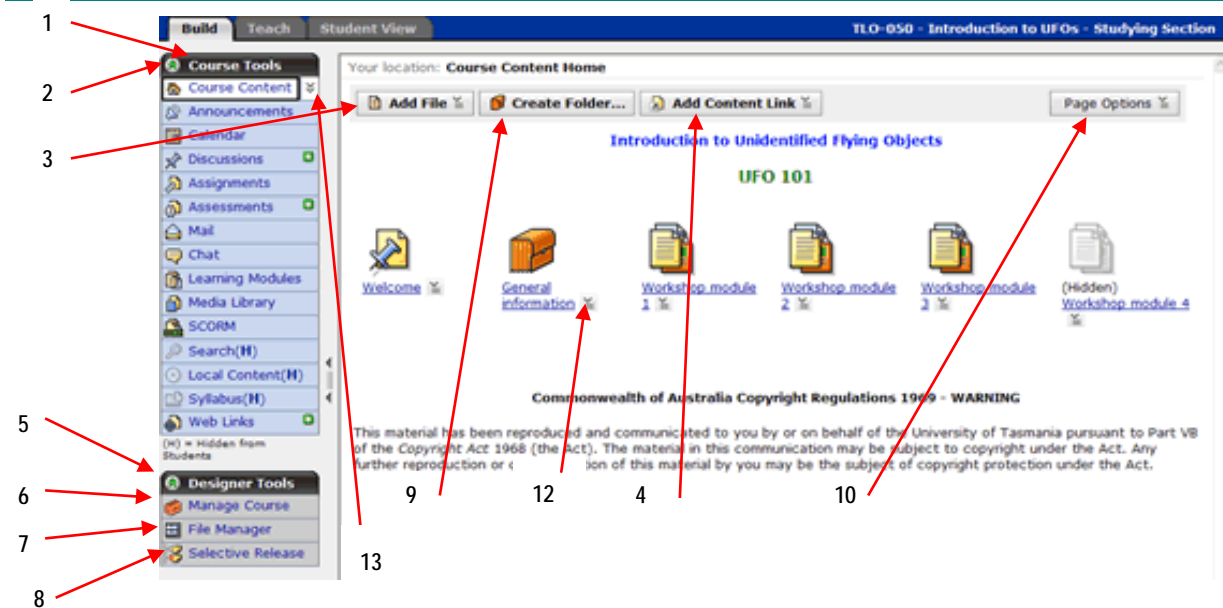 1
Build Teach Student View TLO-050 - Introduction to UFOs - Studying Section
2
Course Tools
Course Content
Announcements
Calendar
Discussions
Assignments
Assessments
Mail
Chat
Learning Modules
Media Library
SCORM
Search(H)
Local Content(H)
Syllabus(H)
Web Links
(H) = Hidden from
Students
3
5
Designer Tools
Manage Course
File Manager
Selective Release
6
7
8
Your location: Course Content Home
Add File Create Folder... Add Content Link Page Options
Introduction to Unidentified Flying Objects
UFO 101
Welcome
General
information
Workshop module
1
Workshop module
2
Workshop module
3
(Hidden)
Workshop module 4
Commonwealth of Australia Copyright Regulations 1969 - WARNING
This material has been reproduced and communicated to you by or on behalf of the University of Tasmania pursuant to Part VB
of the Copyright Act 1968 (the Act). The material in this communication may be subject to copyright under the Act. Any
further reproduction or c ion of this material by you may be the subject of copyright protection under the Act.
9 12 4 10
13